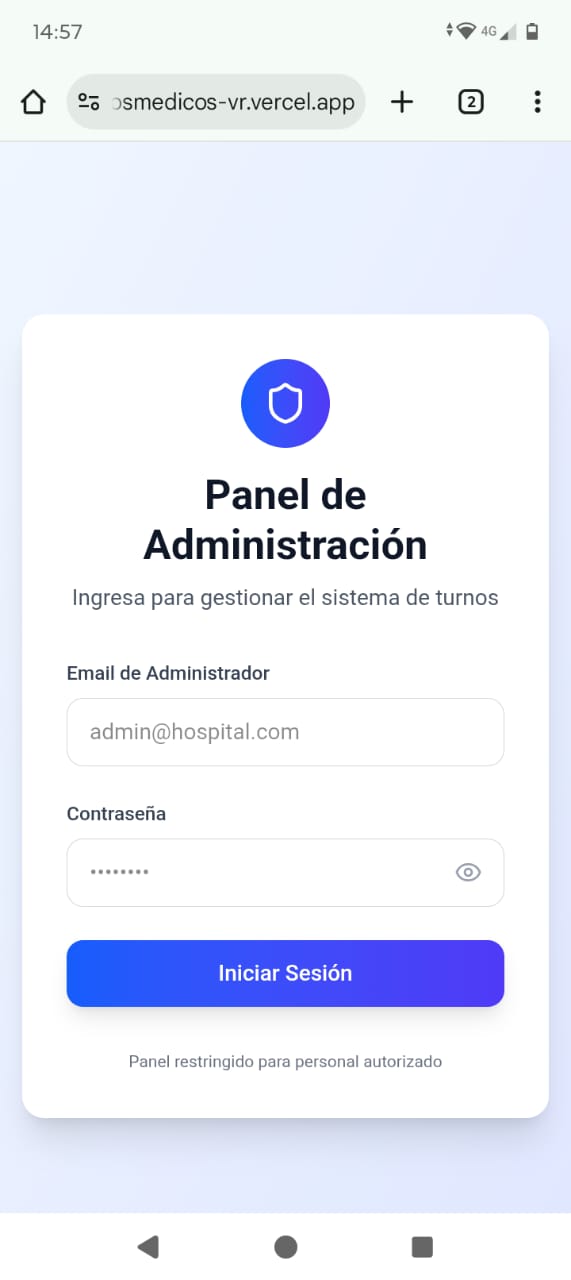 14:57
4G
osmedicos-vr.vercel.app
2
Panel de
Administración
Ingresa para gestionar el sistema de turnos
Email de Administrador
admin@hospital.com
Contraseña
••••••••
Iniciar Sesión
Panel restringido para personal autorizado